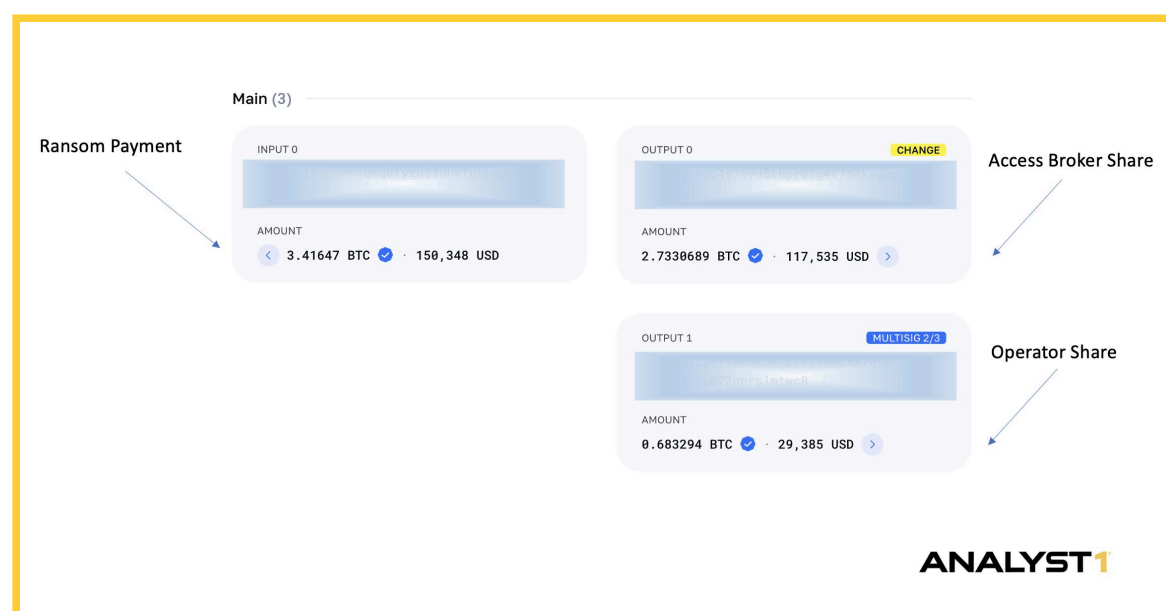 Main (3)
Ransom Payment
INPUT 0
AMOUNT
3.41647 BTC · 150,348 USD
OUTPUT 0
CHANGE
AMOUNT
2.7330689 BTC · 117,535 USD
Access Broker Share
OUTPUT 1
MULTISIG 2/3
AMOUNT
0.683294 BTC · 29,385 USD
Operator Share
ANALYST1